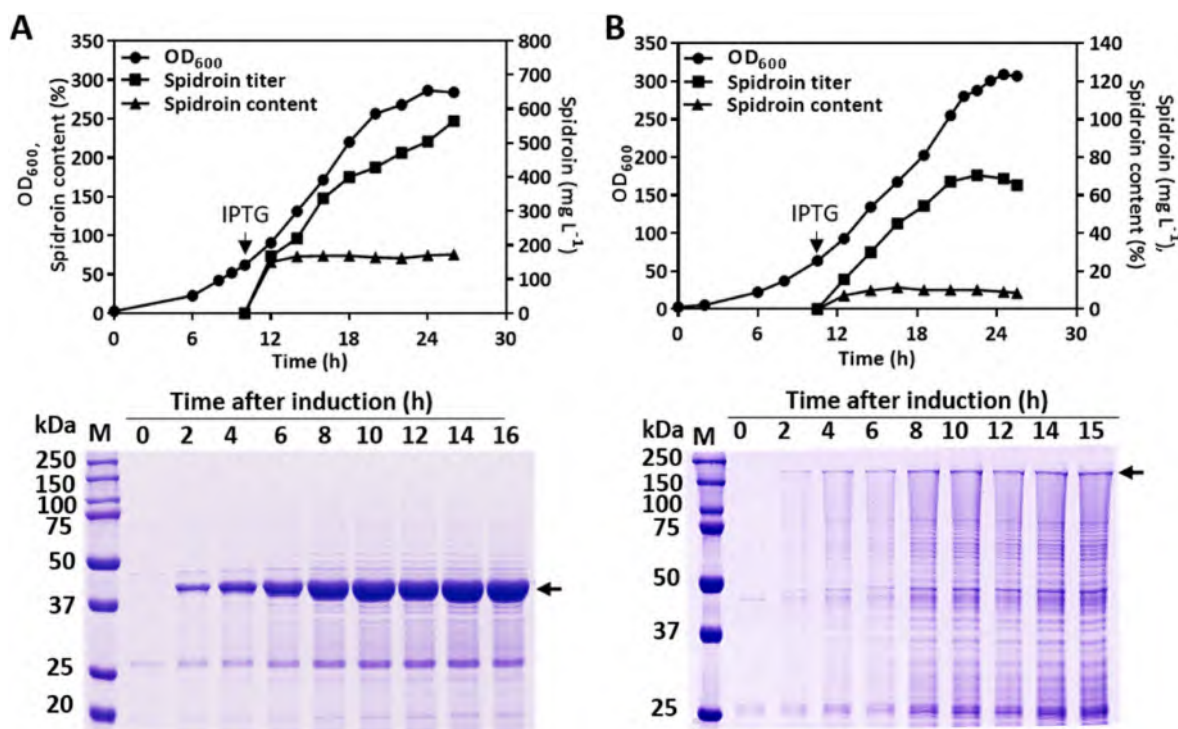 A
OD600
Spidroin titer
Spidroin content
IPTG
350
300
250
200
150
100
50
0
OD600,
Spidroin content (%)
800
700
600
500
400
300
200
100
0
Spidroin (mg L-1)
0 6 12 18 24 30
Time (h)
B
OD600
Spidroin titer
Spidroin content
IPTG
350
300
250
200
150
100
50
0
OD600
140
120
100
80
60
40
20
0
Spidroin (mg L-1),
Spidroin content (%)
0 6 12 18 24 30
Time (h)
Time after induction (h)
kDa M 0 2 4 6 8 10 12 14 16
250
150
100
75
50
37
25
20
Time after induction (h)
kDa M 0 2 4 6 8 10 12 14 15
250
150
100
75
50
37
25